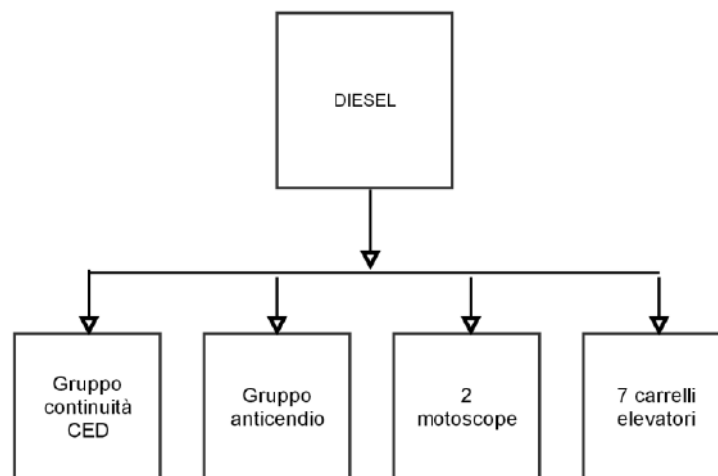 DIESEL
Gruppo
continuità
CED
Gruppo
anticendio
2
motoscope
7 carrelli
elevatori